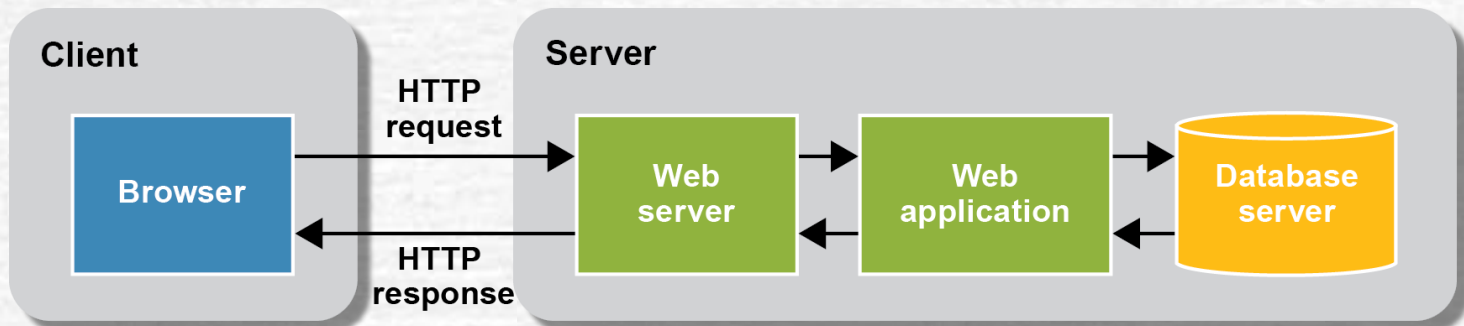 Client
Server
HTTP
request
Browser
Web
server
Web
application
Database
server
HTTP
response